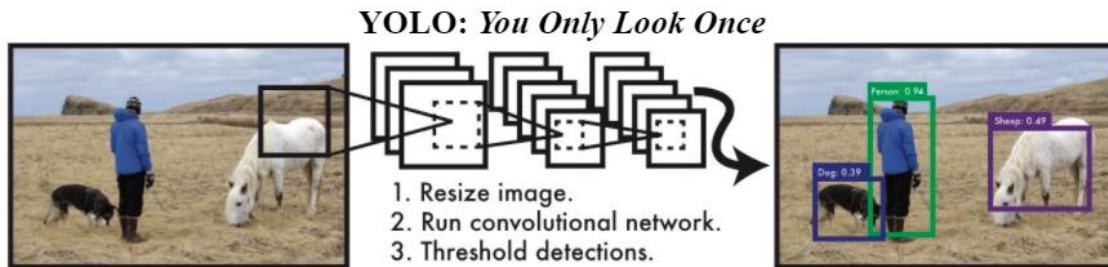 YOLO: You Only Look Once
1. Resize image.
2. Run convolutional network.
3. Threshold detections.
Person: 0.94
Sheep: 0.49
Dog: 0.39